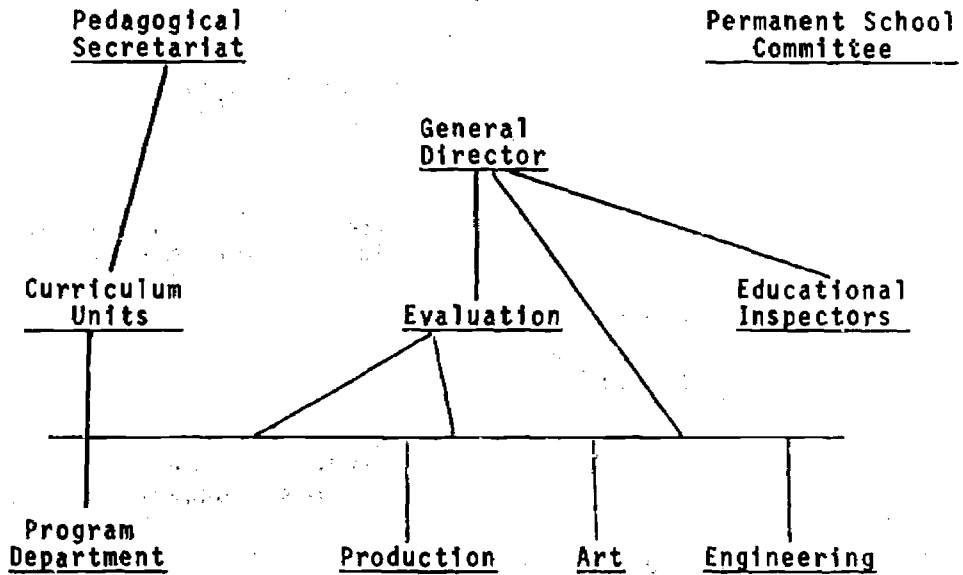 Pedagogical
Secretariat
Permanent School
Committee
General
Director
Curriculum
Units
Evaluation
Educational
Inspectors
Program
Department
Production
Art
Engineering